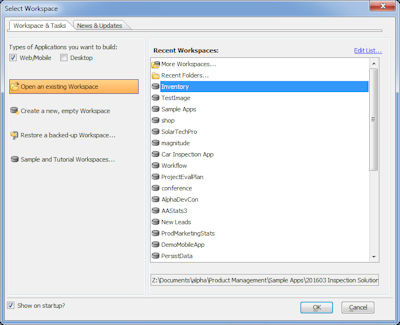 Select Workspace
Workspace & Tasks
News & Updates
Types of Applications you want to build:
Web/Mobile
Desktop
Open an existing Workspace
Create a new, empty Workspace
Restore a backed-up Workspace...
Sample and Tutorial Workspaces...
Recent Workspaces:
Edit List...
More Workspaces...
Recent Folders...
Inventory
TestImage
Sample Apps
shop
SolarTechPro
magnitude
Car Inspection App
Workflow
ProjectEvalPlan
conference
AlphaDevCon
AAStats3
New Leads
ProdMarketingStats
DemoMobileApp
PersistData
Z:\Documents\alpha\Product Management\Sample Apps\201603 Inspection Solution
Show on startup?
OK
Cancel